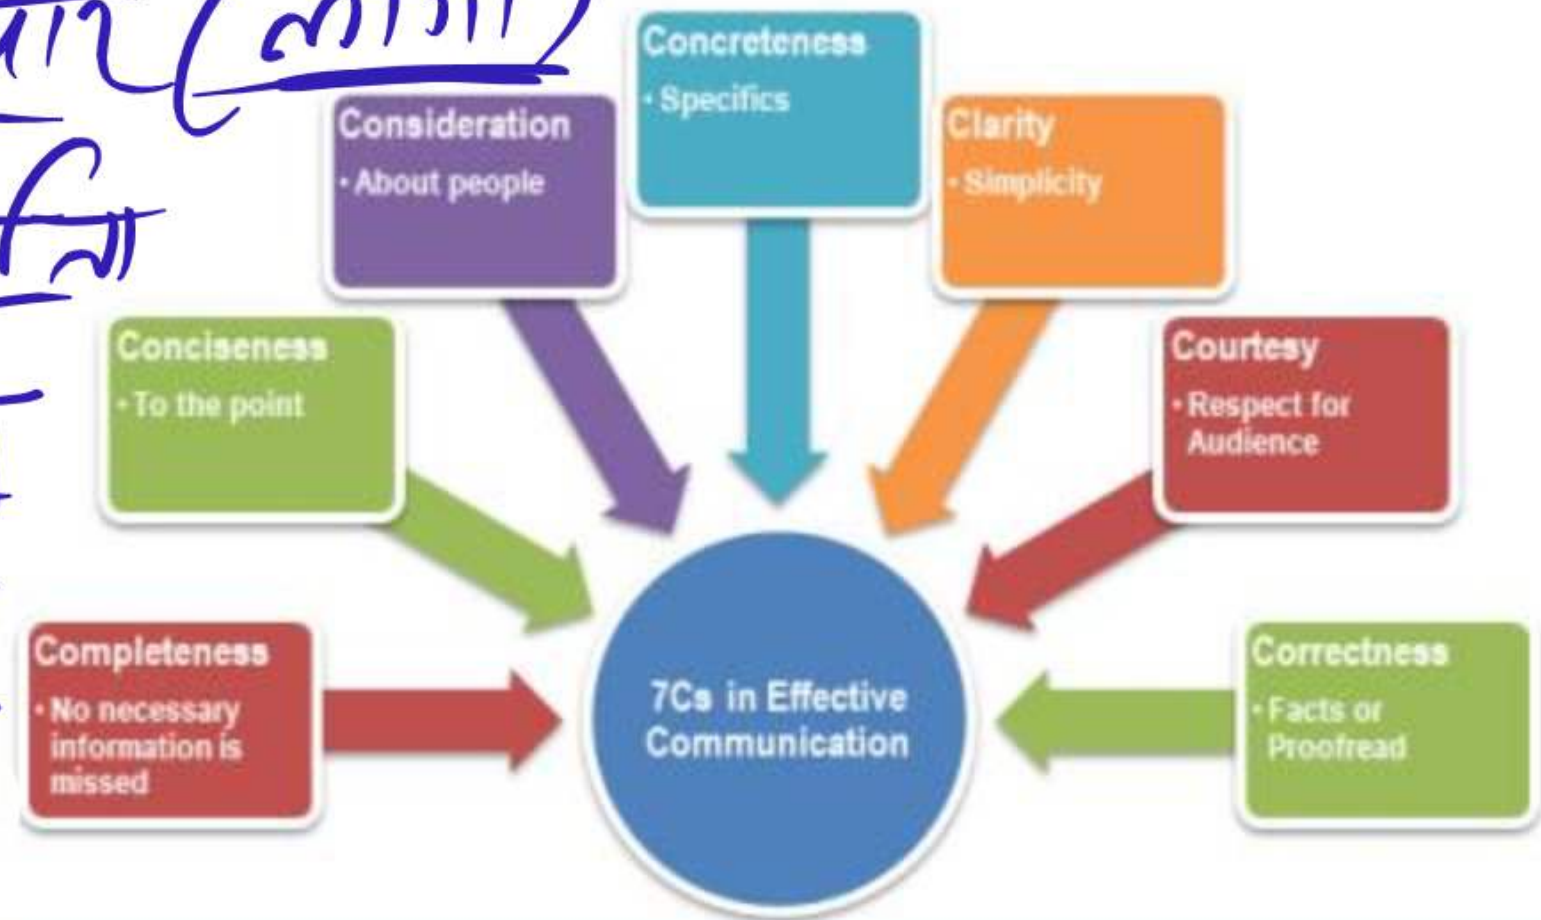 Concreteness
· Specifics
Consideration
· About people
Clarity
· Simplicity
Conciseness
· To the point
Courtesy
· Respect for
Audience
Completeness
· No necessary
information is
missed
7Cs in Effective
Communication
Correctness
· Facts or
Proofread